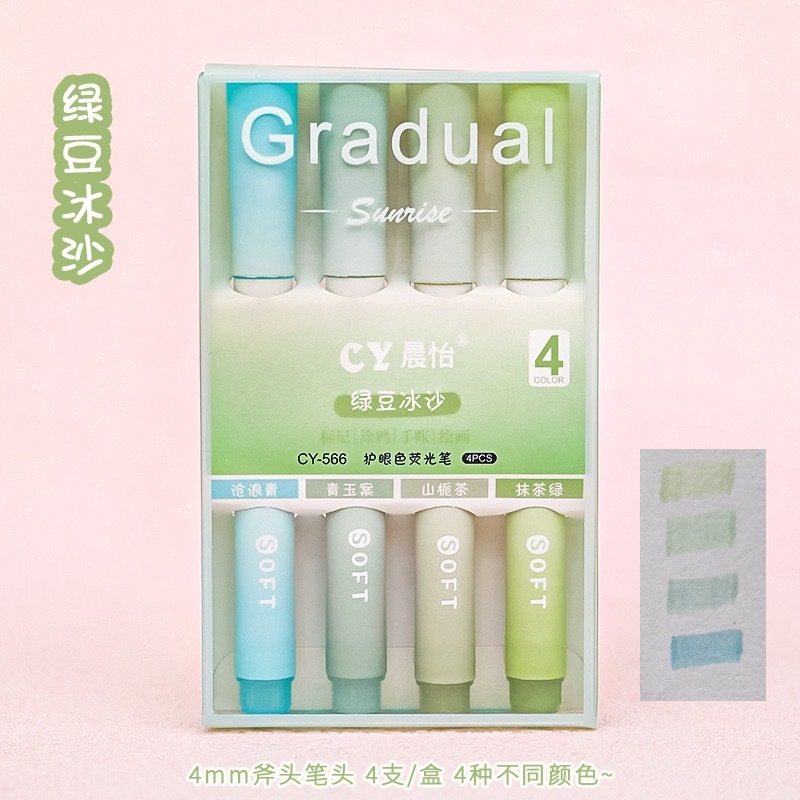 绿豆冰沙
Gradual
Sunrise
CY 晨怡®
4
COLOR
绿豆冰沙
标记|涂鸦|手账|绘画
CY-566 护眼色荧光笔 4PCS
沧浪青 青玉案 山栀茶 抹茶绿
SOFT SOFT SOFT SOFT
4mm斧头笔头 4支/盒 4种不同颜色~